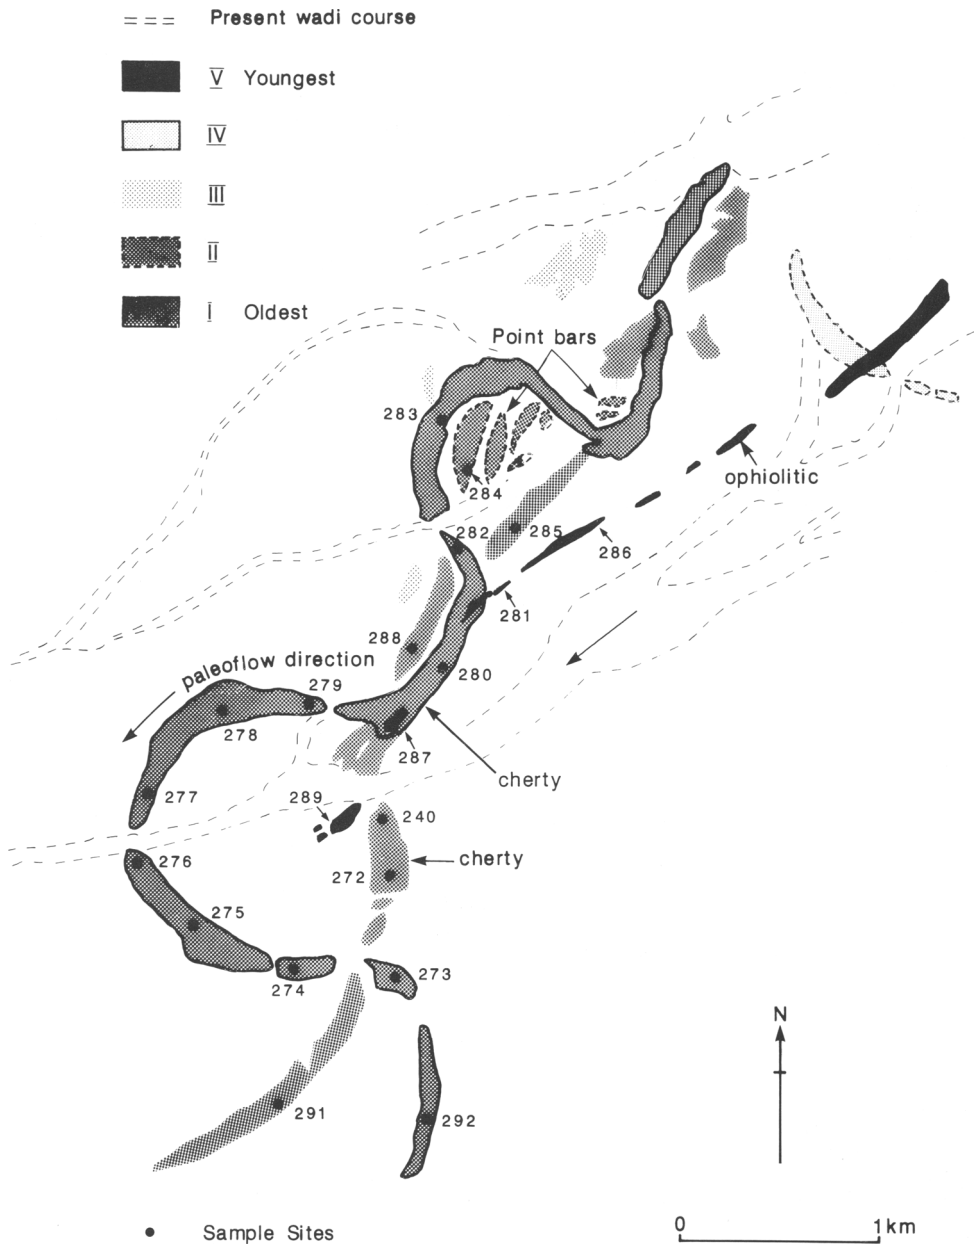 Present wadi course
V Youngest
IV
III
II
I Oldest
Point bars
283
284
ophiolitic
282
285
286
281
288
paleoflow direction
279
280
278
287
cherty
277
289
240
cherty
276
272
275
273
274
N
291
292
Sample Sites
0 1km